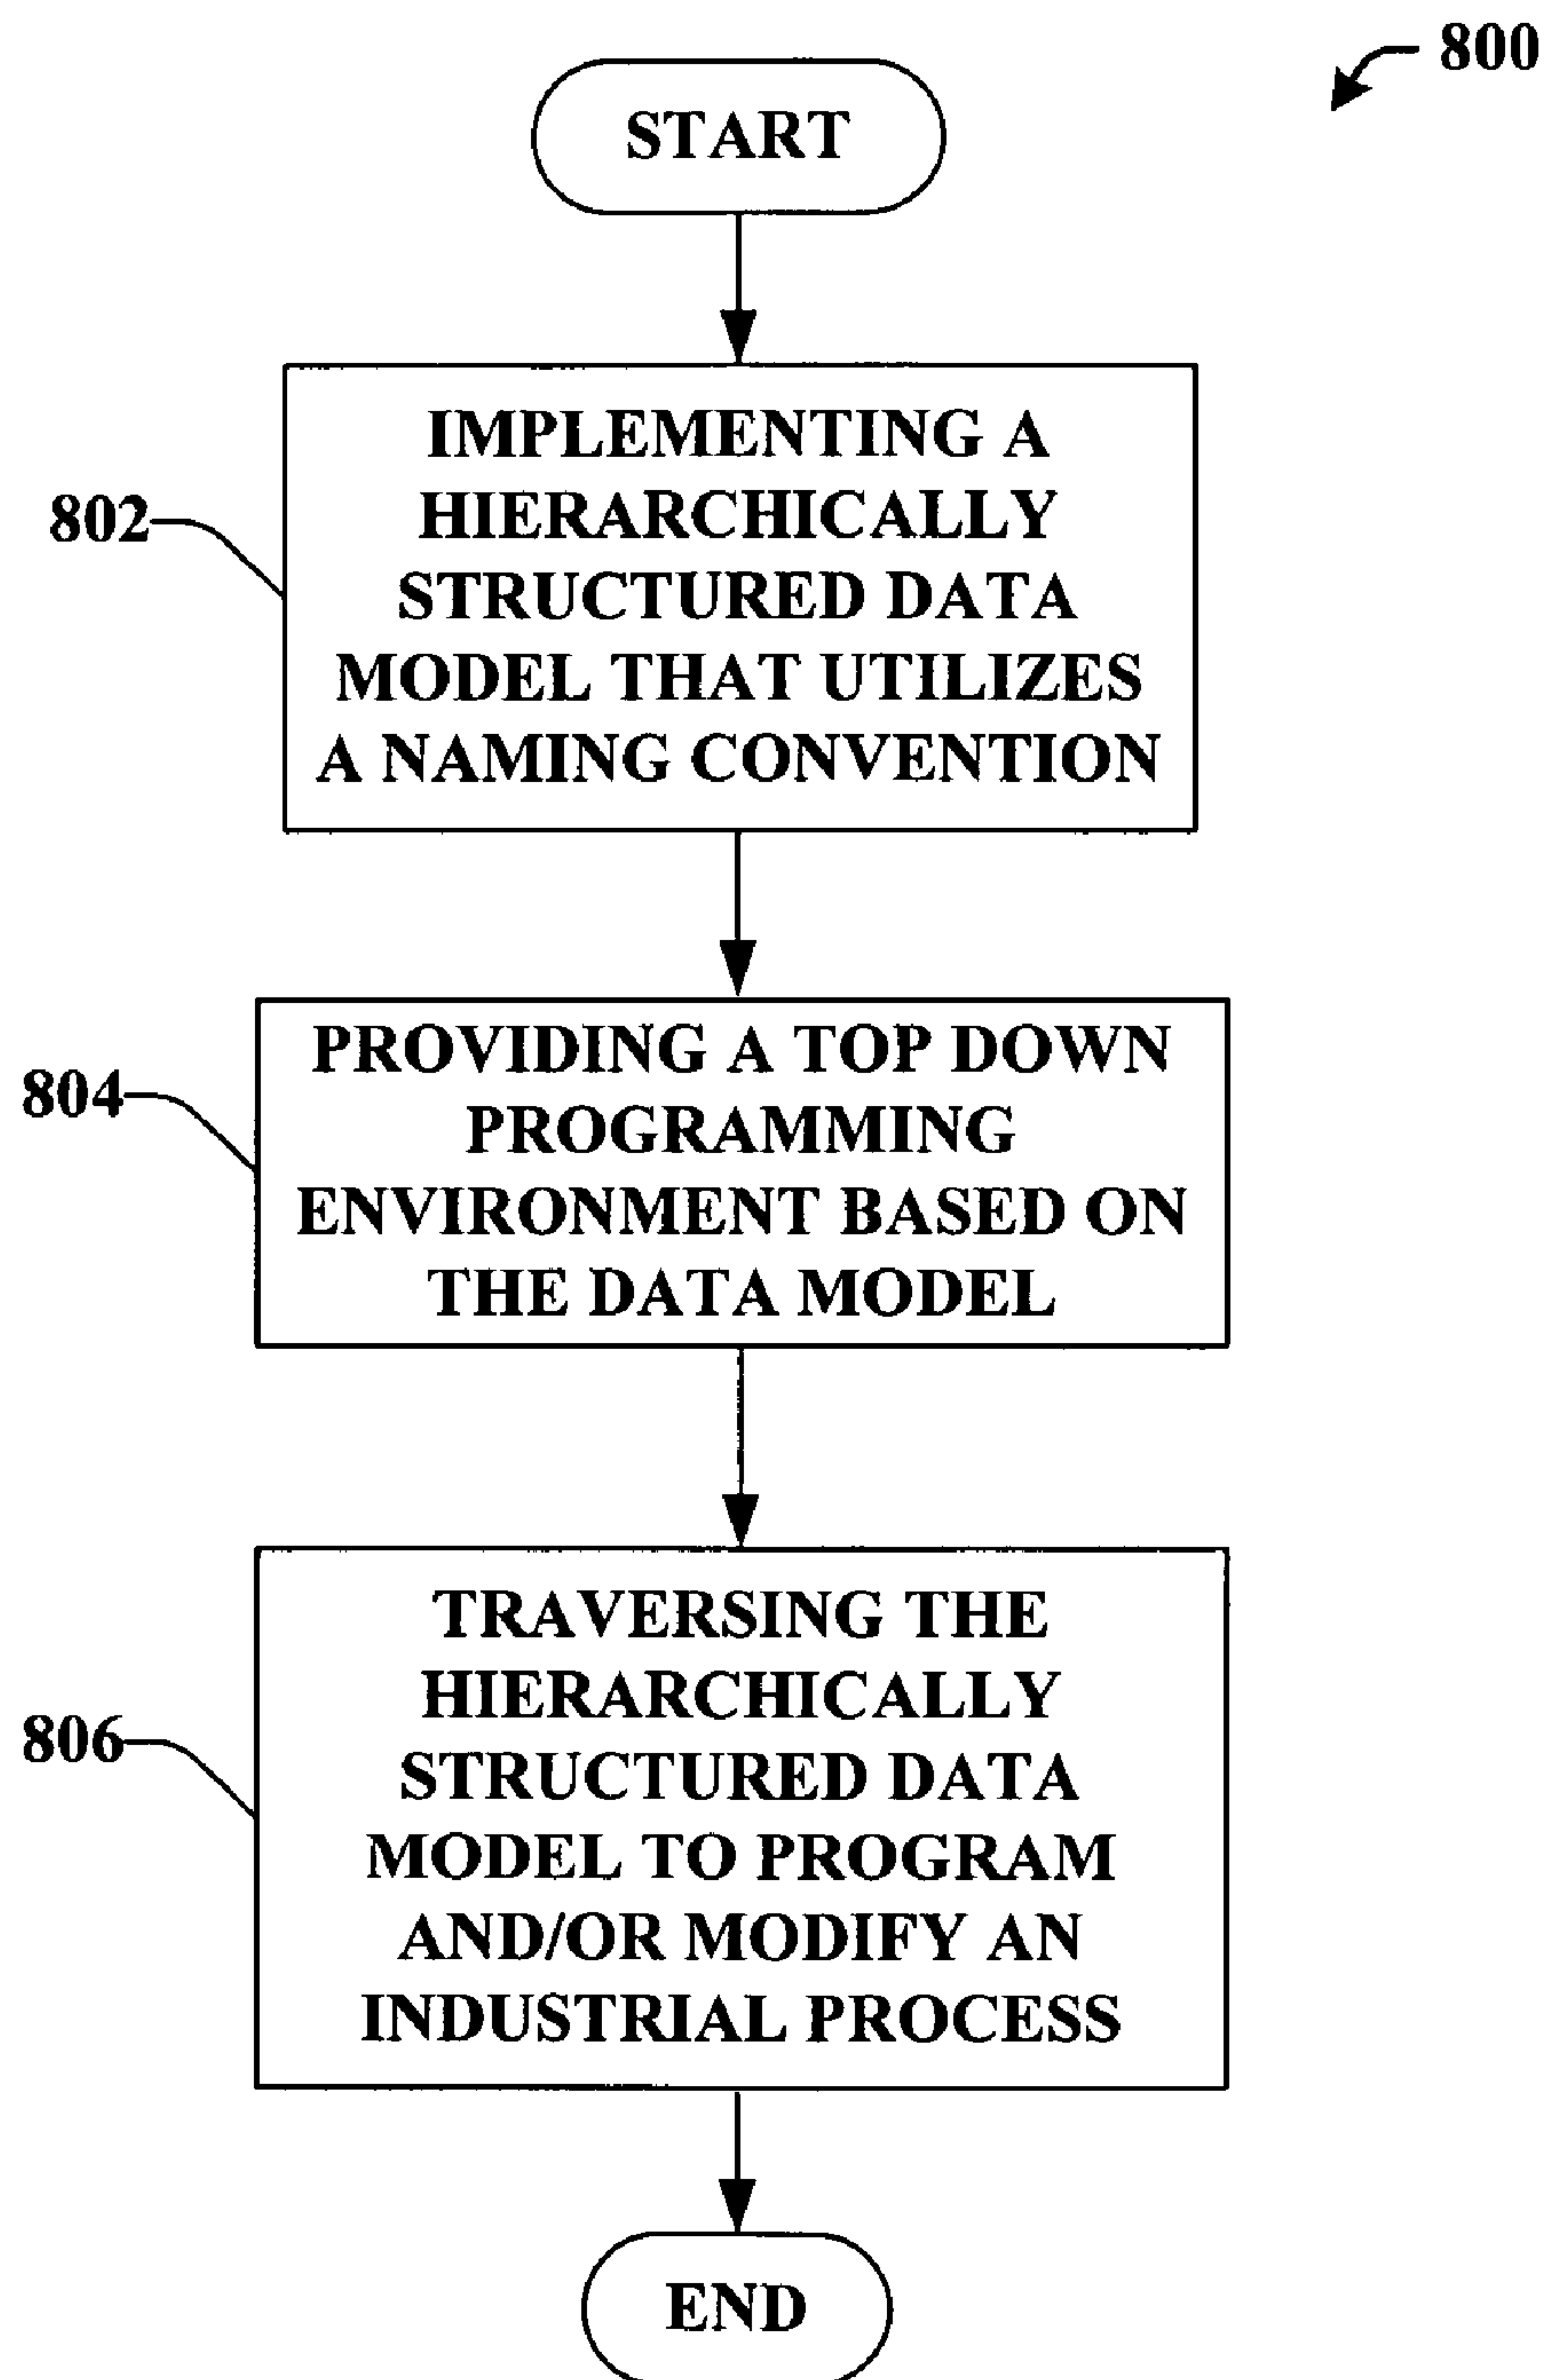 800
START
IMPLEMENTING A
HIERARCHICALLY
STRUCTURED DATA
MODEL THAT UTILIZES
A NAMING CONVENTION
802
PROVIDING A TOP DOWN
PROGRAMMING
ENVIRONMENT BASED ON
THE DATA MODEL
804
TRAVERSING THE
HIERARCHICALLY
STRUCTURED DATA
MODEL TO PROGRAM
AND/OR MODIFY AN
INDUSTRIAL PROCESS
806
END